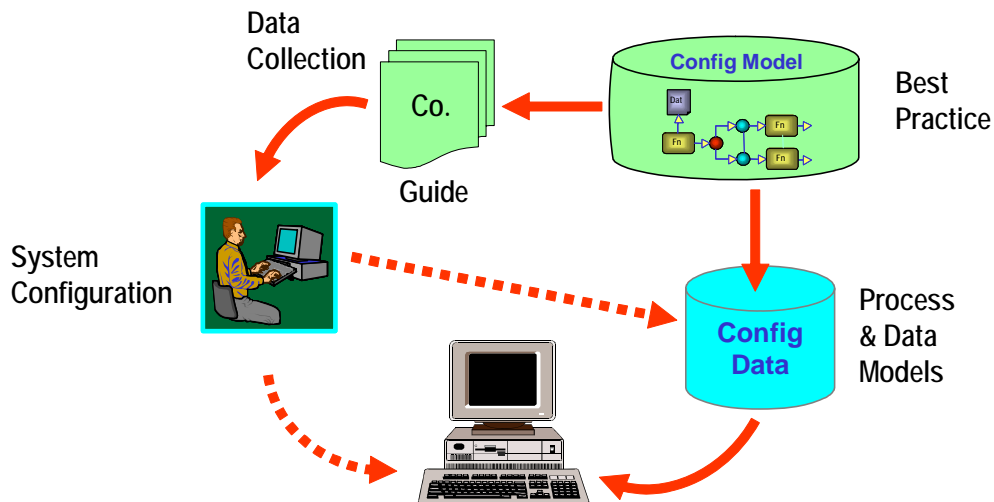 Data
Collection
Config Model
Dat
Fn
Fn
Fn
Best
Practice
Co.
Guide
System
Configuration
Config
Data
Process
& Data
Models